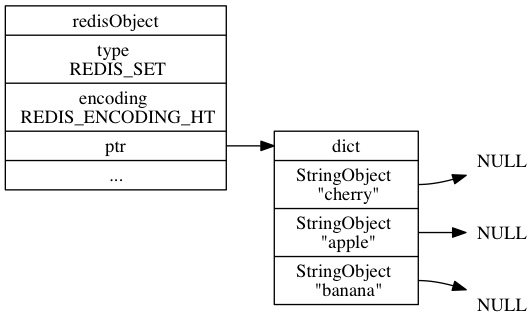 redisObject
type
REDIS_SET
encoding
REDIS_ENCODING_HT
ptr
...
dict
StringObject
"cherry"
StringObject
"apple"
StringObject
"banana"
NULL
NULL
NULL